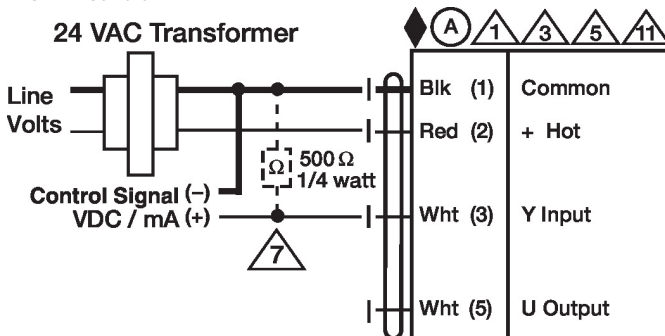 24 VAC Transformer
A 1 3 5 11
Line
Volts
Blk (1) Common
Red (2) + Hot
Ω 500 Ω
1/4 watt
Control Signal (–)
VDC / mA (+)
Wht (3) Y Input
7
Wht (5) U Output